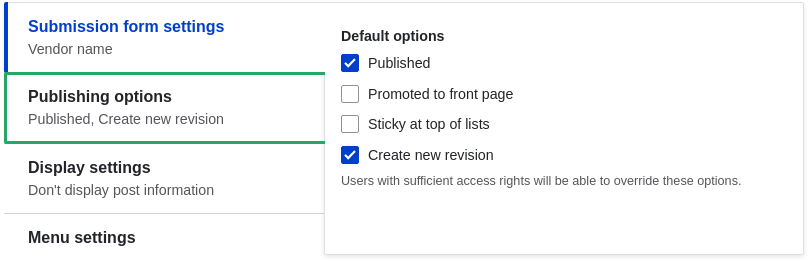 Submission form settings
Vendor name
Publishing options
Published, Create new revision
Display settings
Don't display post information
Menu settings
Default options
Published
Promoted to front page
Sticky at top of lists
Create new revision
Users with sufficient access rights will be able to override these options.